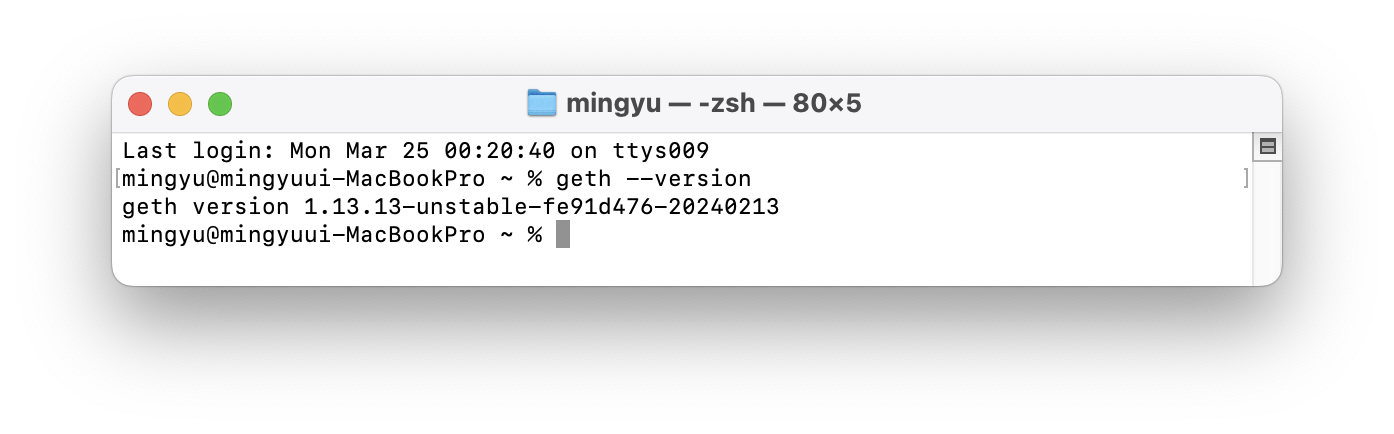 mingyu — -zsh — 80×5
Last login: Mon Mar 25 00:20:40 on ttys009
[mingyu@mingyuui-MacBookPro ~ % geth --version ]
geth version 1.13.13-unstable-fe91d476-20240213
mingyu@mingyuui-MacBookPro ~ %